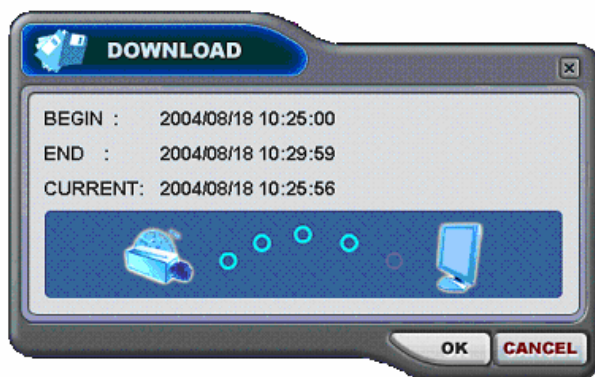 DOWNLOAD
BEGIN : 2004/08/18 10:25:00
END : 2004/08/18 10:29:59
CURRENT: 2004/08/18 10:25:56
OK CANCEL